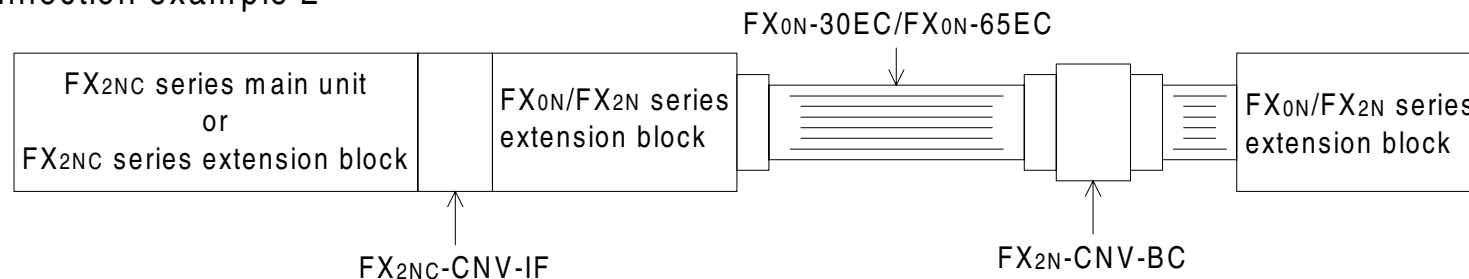 FX0N-30EC/FX0N-65EC
FX2NC series main unit
or
FX2NC series extension block
FX0N/FX2N series
extension block
FX0N/FX2N series
extension block
FX2NC-CNV-IF
FX2N-CNV-BC